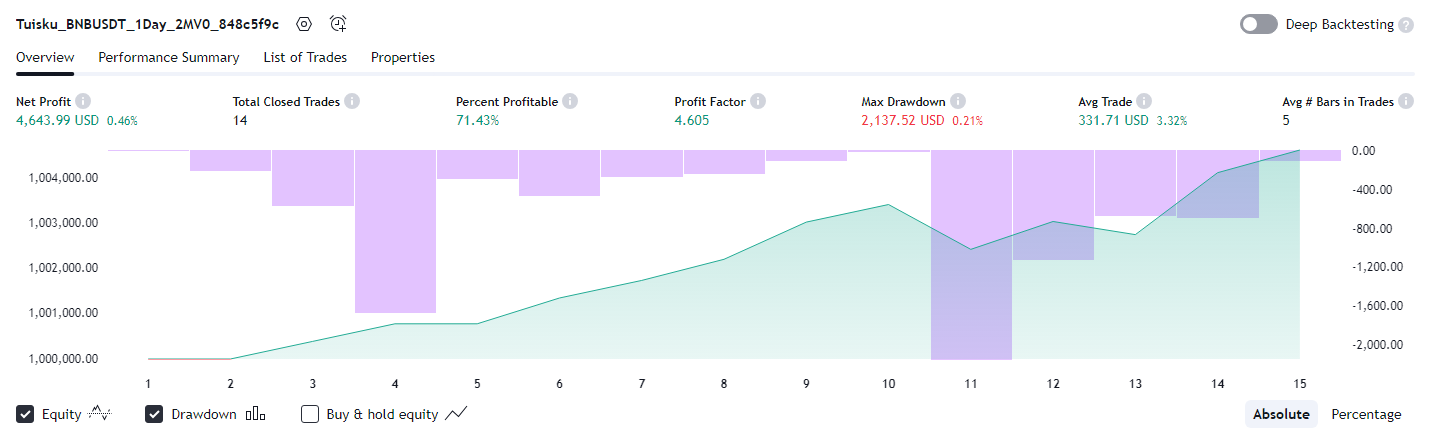 Tuisku_BNBUSDT_1Day_2MV0_848c5f9c
Deep Backtesting ?
Overview Performance Summary List of Trades Properties
Net Profit Total Closed Trades Percent Profitable Profit Factor Max Drawdown Avg Trade Avg # Bars in Trades
4,643.99 USD 0.46% 14 71.43% 4.605 2,137.52 USD 0.21% 331.71 USD 3.32% 5
1,004,000.00
1,003,000.00
1,002,000.00
1,001,000.00
1,000,000.00
0.00
-400.00
-800.00
-1,200.00
-1,600.00
-2,000.00
1 2 3 4 5 6 7 8 9 10 11 12 13 14 15
Equity Drawdown Buy & hold equity Absolute Percentage